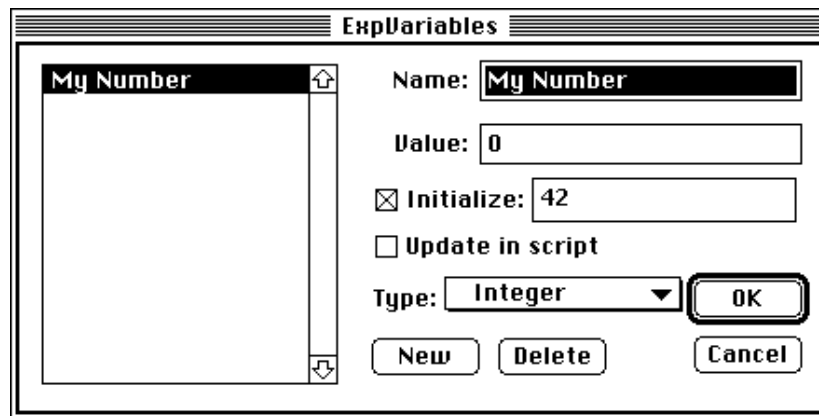 ExpVariables
My Number
Name: My Number
Value: 0
Initialize: 42
Update in script
Type: Integer
OK
New Delete Cancel